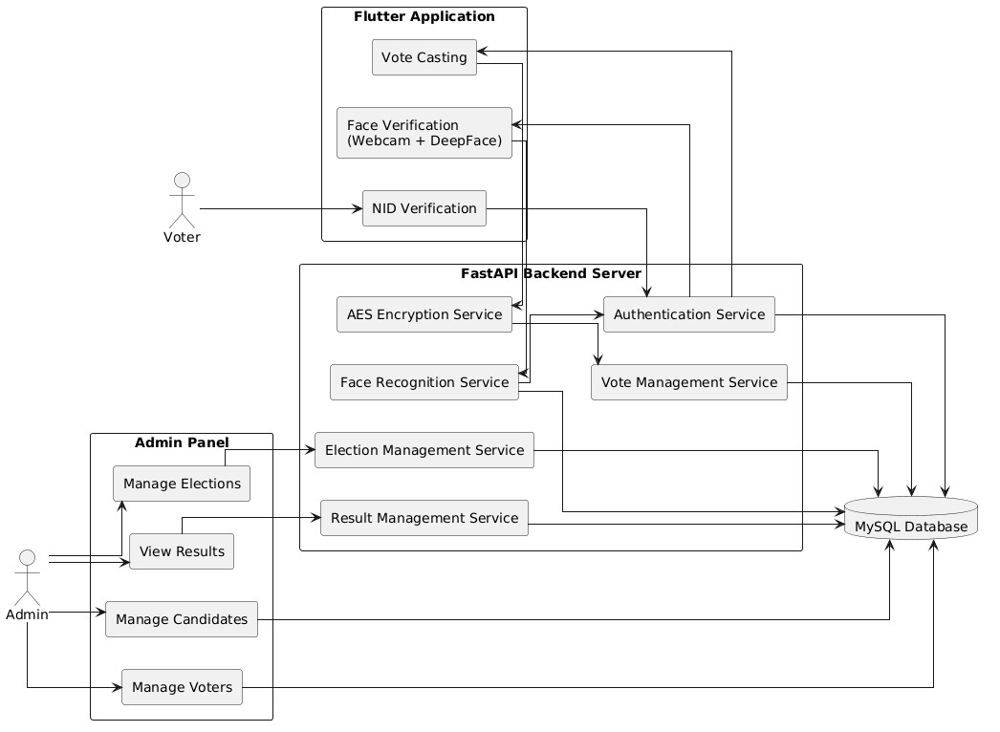 Flutter Application
Vote Casting
Face Verification
(Webcam + DeepFace)
NID Verification
Voter
FastAPI Backend Server
AES Encryption Service
Authentication Service
Face Recognition Service
Vote Management Service
Admin Panel
Election Management Service
Manage Elections
Result Management Service
MySQL Database
View Results
Admin
Manage Candidates
Manage Voters